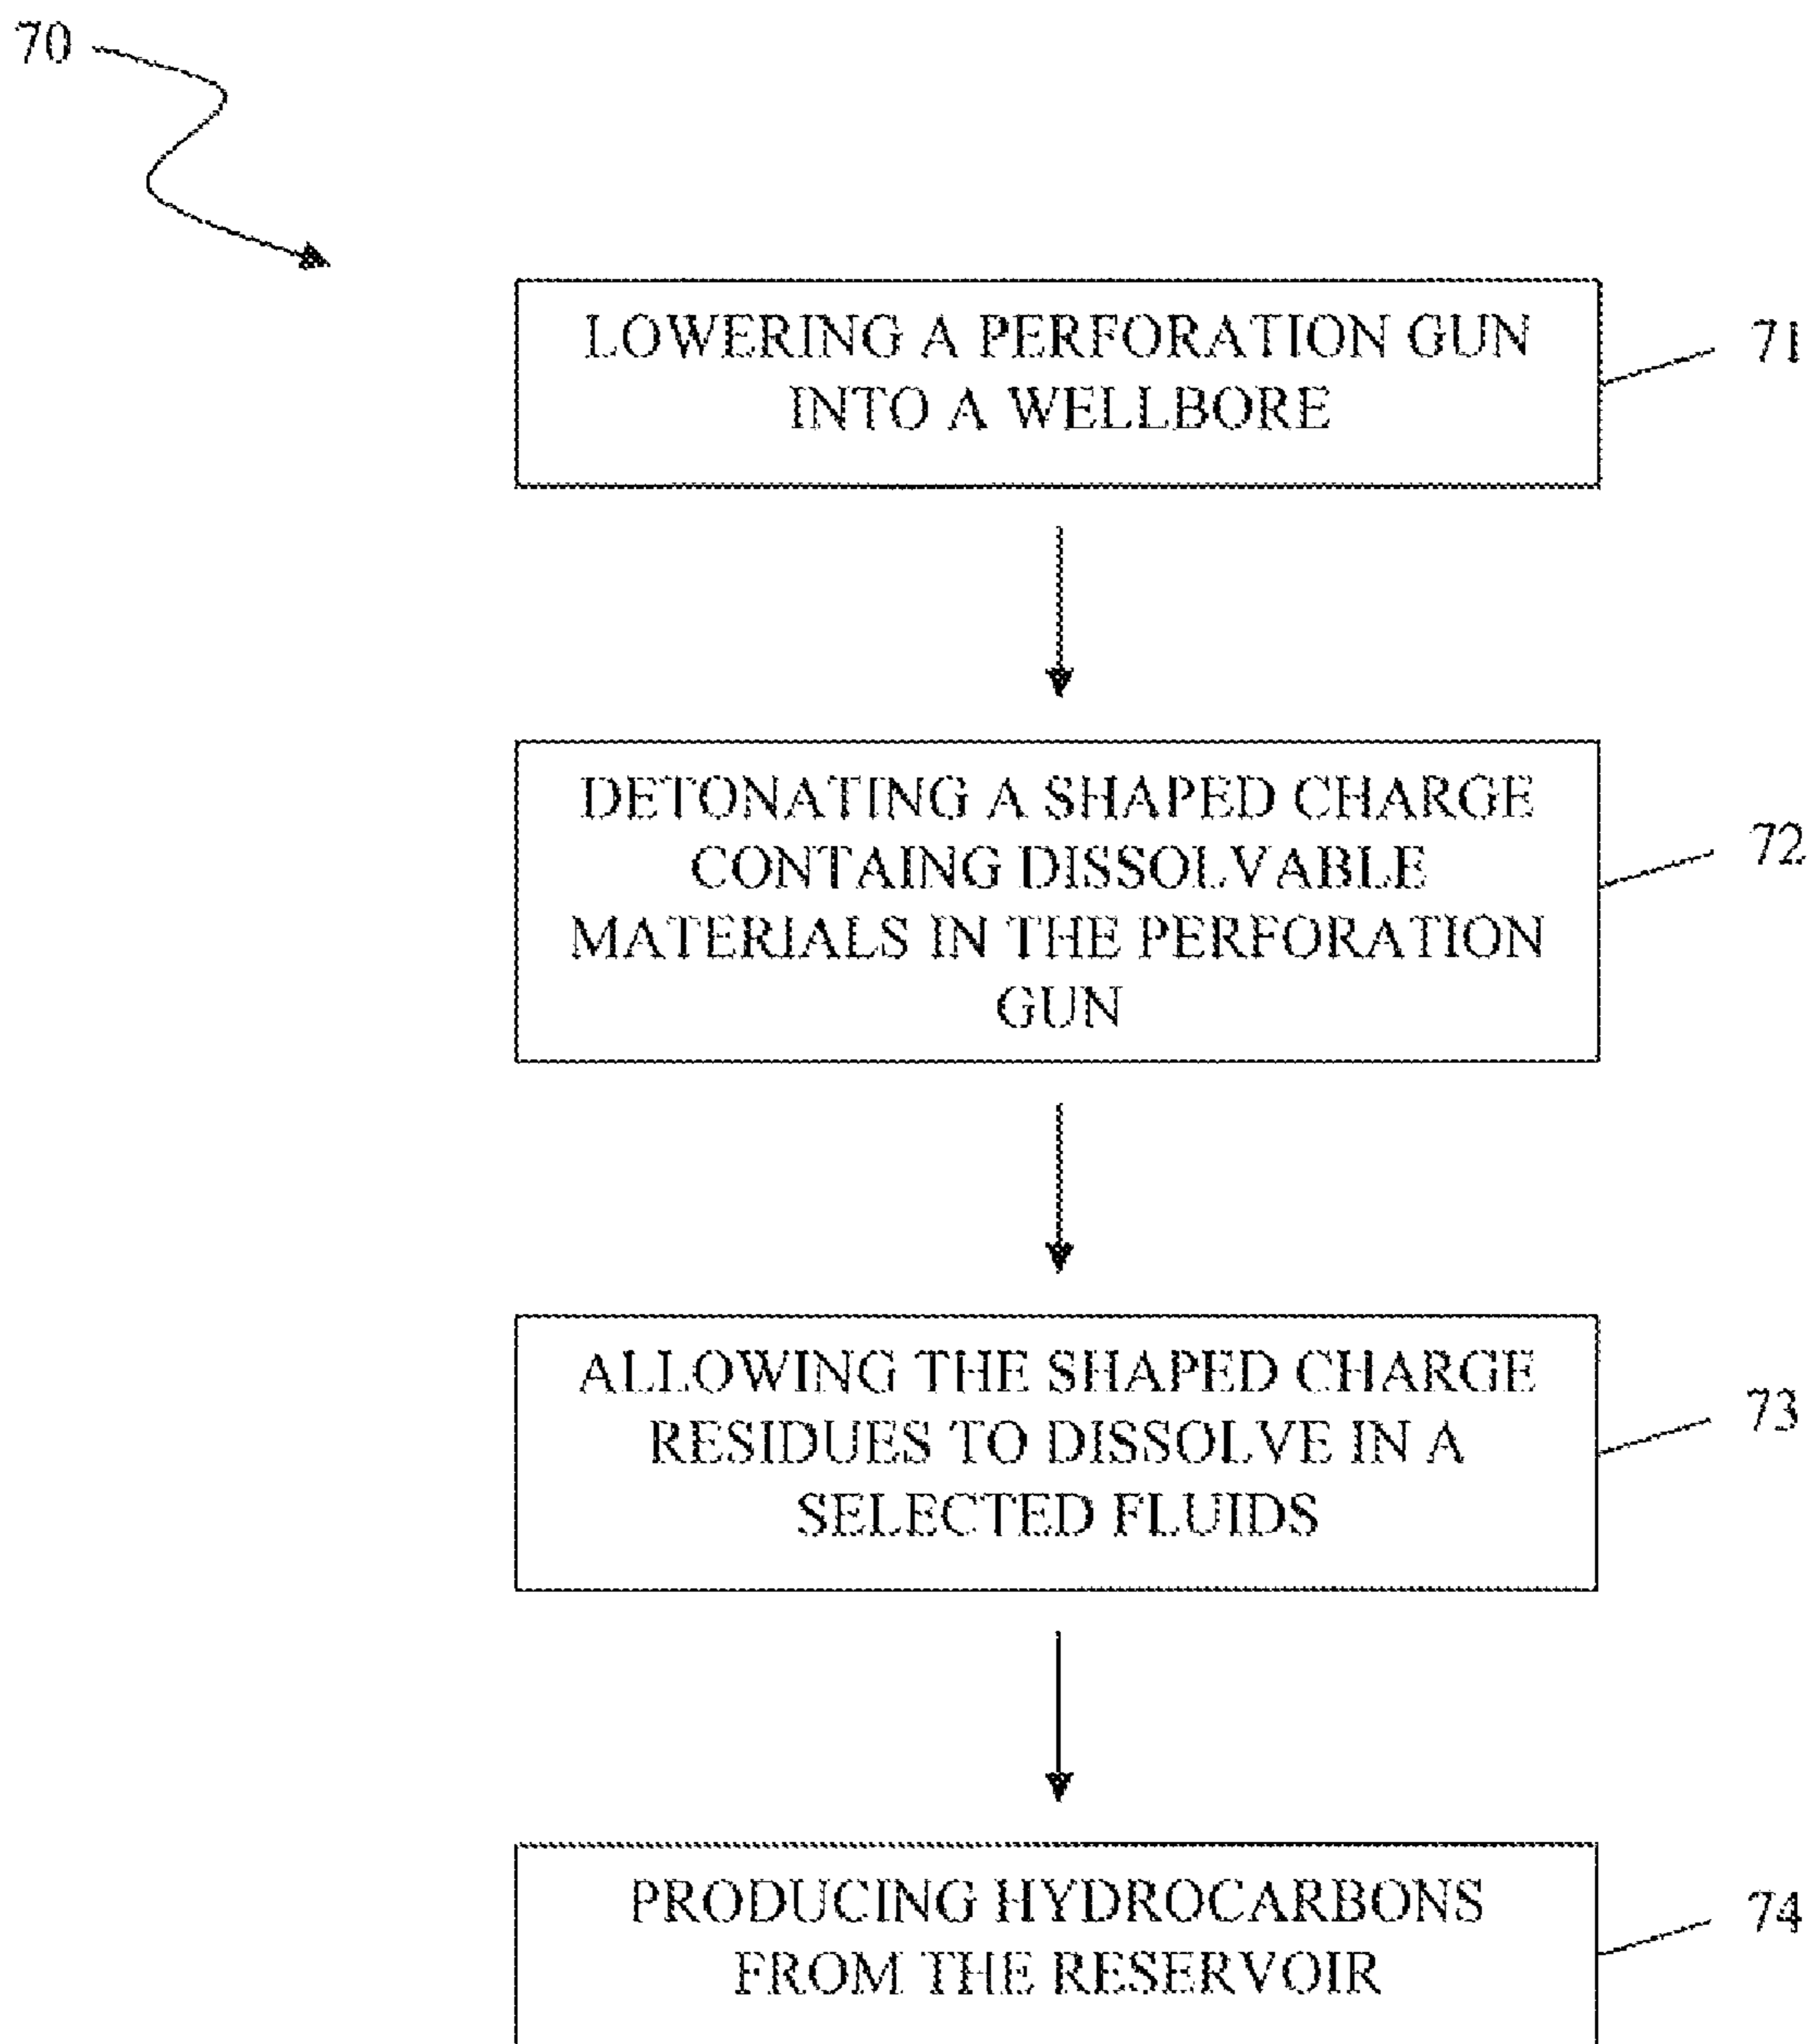 70
LOWERING A PERFORATION GUN
INTO A WELLBORE
71
DETONATING A SHAPED CHARGE
CONTAING DISSOLVABLE
MATERIALS IN THE PERFORATION
GUN
72
ALLOWING THE SHAPED CHARGE
RESIDUES TO DISSOLVE IN A
SELECTED FLUIDS
73
PRODUCING HYDROCARBONS
FROM THE RESERVOIR
74